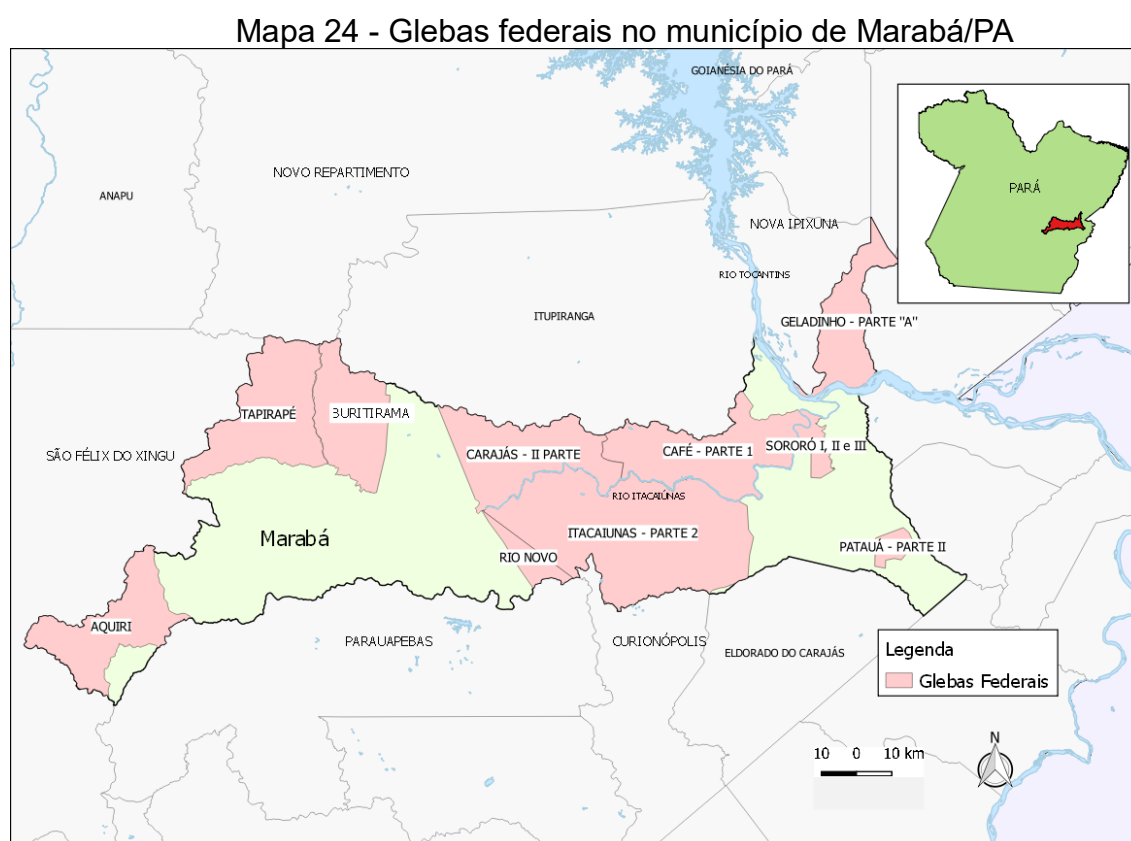 Mapa 24 - Glebas federais no município de Marabá/PA
GOIANÉSIA DO PARÁ
NOVO REPARTIMENTO
ANAPU
PARÁ
NOVA IPIXUNA
RIO TOCANTINS
ITUPIRANGA
GELADINHO - PARTE "A"
TAPIRAPÉ
BURITIRAMA
SÃO FÉLIX DO XINGU
CARAJÁS - II PARTE
CAFÉ - PARTE 1
SORORÓ I, II e III
RIO ITACAIÚNAS
Marabá
ITACAIUNAS - PARTE 2
PATAUÁ - PARTE II
RIO NOVO
AQUIRI
PARAUAPEBAS
CURIONÓPOLIS
ELDORADO DO CARAJÁS
Legenda
Glebas Federais
N
10 0 10 km